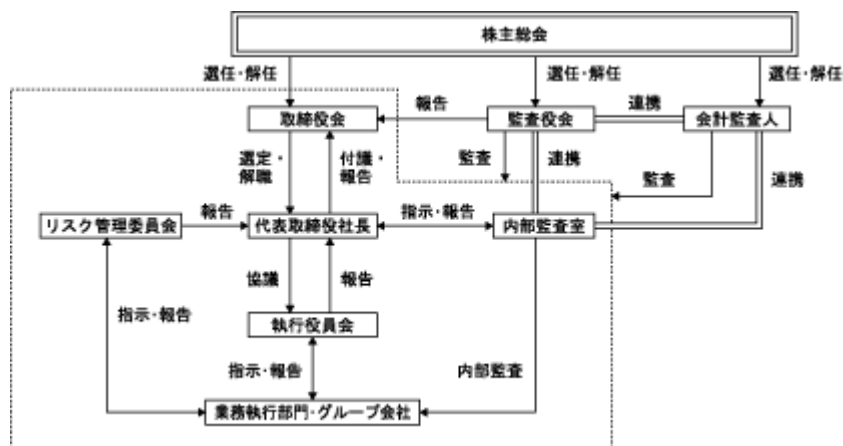 株主総会
選任・解任
選任・解任
選任・解任
取締役会
報告
監査役会
連携
会計監査人
選定・
解職
付議・
報告
監査
連携
監査
連携
リスク管理委員会
報告
代表取締役社長
指示・報告
内部監査室
協議
報告
指示・報告
執行役員会
指示・報告
内部監査
業務執行部門・グループ会社